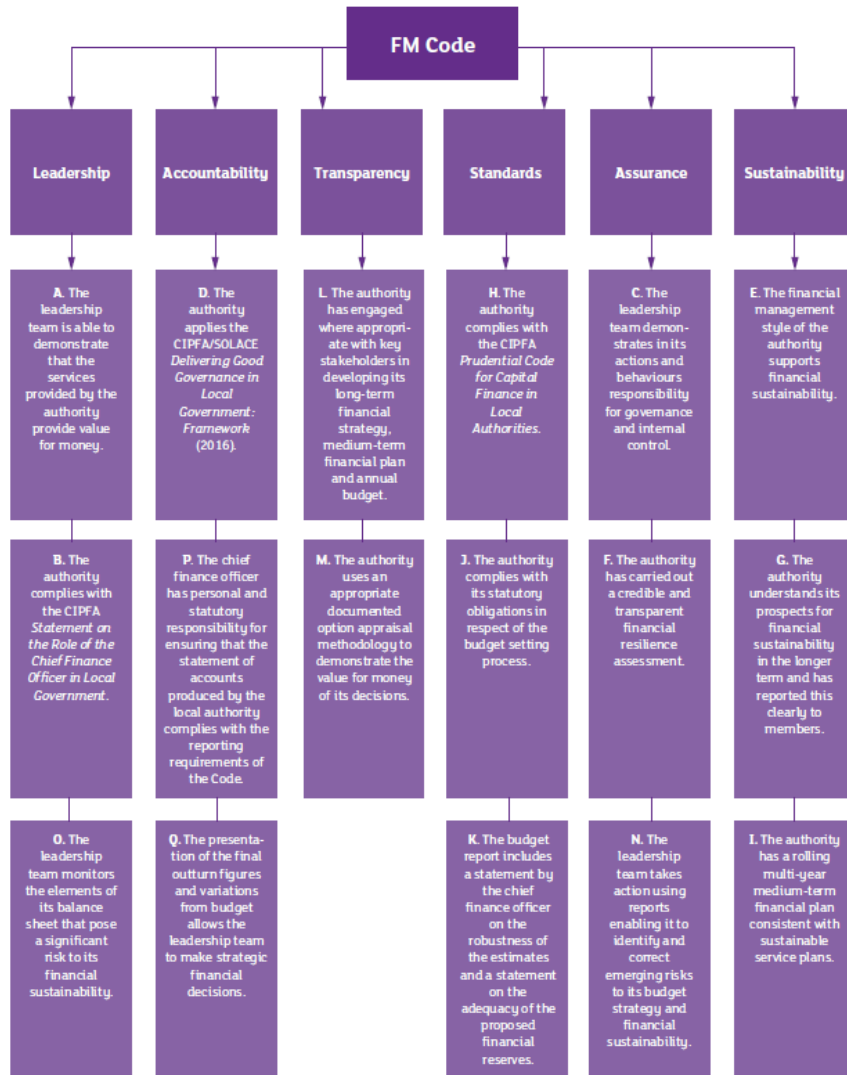 FM Code
Leadership
Accountability
Transparency
Standards
Assurance
Sustainability
A. The
leadership
team is able to
demonstrate
that the
services
provided by the
authority
provide value
for money.
D. The
authority
applies the
CIPFA/SOLACE
Delivering Good
Governance in
Local
Government:
Framework
(2016).
L. The authority
has engaged
where appropri-
ate with key
stakeholders in
developing its
long-term
financial
strategy,
medium-term
financial plan
and annual
budget.
H. The
authority
complies with
the CIPFA
Prudential Code
for Capital
Finance in
Local
Authorities.
C. The
leadership
team demon-
strates in its
actions and
behaviours
responsibility
for governance
and internal
control.
E. The financial
management
style of the
authority
supports
financial
sustainability.
B. The
authority
complies with
the CIPFA
Statement on
the Role of the
Chief Finance
Officer in Local
Government.
P. The chief
finance officer
has personal and
statutory
responsibility for
ensuring that the
statement of
accounts
produced by the
local authority
complies with the
reporting
requirements of
the Code.
M. The authority
uses an
appropriate
documented
option appraisal
methodology to
demonstrate the
value for money
of its decisions.
J. The authority
complies with
its statutory
obligations in
respect of the
budget setting
process.
F. The authority
has carried out
a credible and
transparent
financial
resilience
assessment.
G. The
authority
understands its
prospects for
financial
sustainability
in the longer
term and has
reported this
clearly to
members.
O. The
leadership
team monitors
the elements of
its balance
sheet that pose
a significant
risk to its
financial
sustainability.
Q. The presenta-
tion of the final
outturn figures
and variations
from budget
allows the
leadership team
to make strategic
financial
decisions.
K. The budget
report includes
a statement by
the chief
finance officer
on the
robustness of
the estimates
and a statement
on the
adequacy of the
proposed
financial
reserves.
N. The
leadership
team takes
action using
reports
enabling it to
identify and
correct
emerging risks
to its budget
strategy and
financial
sustainability.
I. The authority
has a rolling
multi-year
medium-term
financial plan
consistent with
sustainable
service plans.